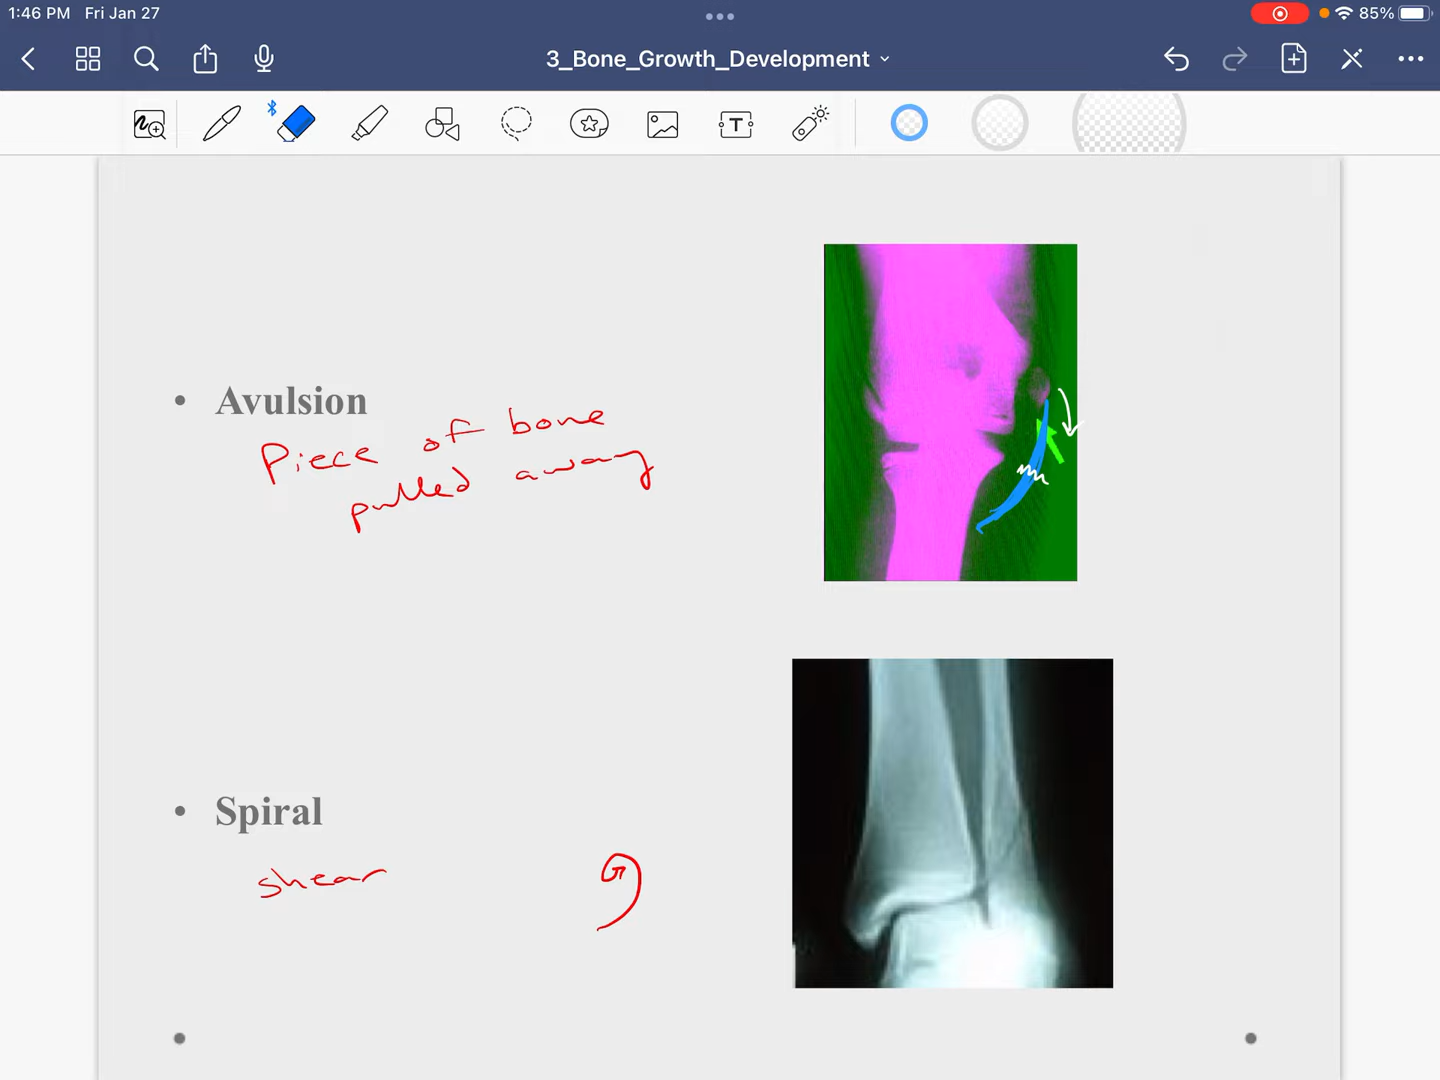 1:46 PM Fri Jan 27
85%
3_Bone_Growth_Development
T
• Avulsion
Piece of bone
pulled away
• Spiral
shear